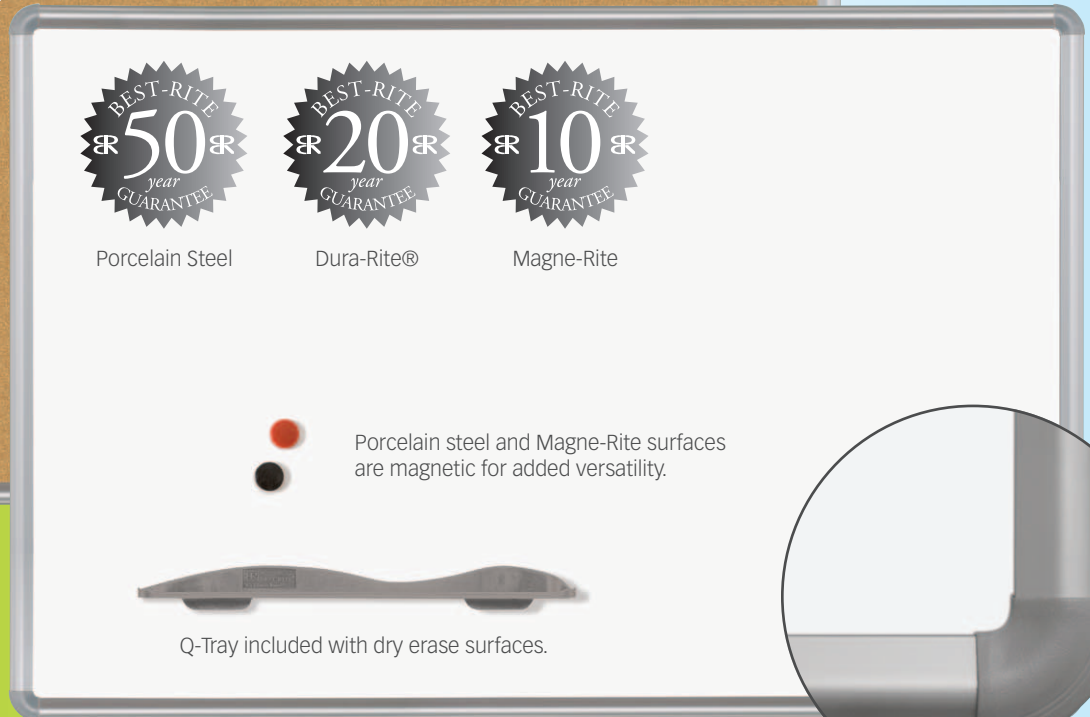 BEST-RITE
50
year
GUARANTEE
Porcelain Steel
BEST-RITE
20
year
GUARANTEE
Dura-Rite®
BEST-RITE
10
year
GUARANTEE
Magne-Rite
Porcelain steel and Magne-Rite surfaces
are magnetic for added versatility.
Q-Tray included with dry erase surfaces.